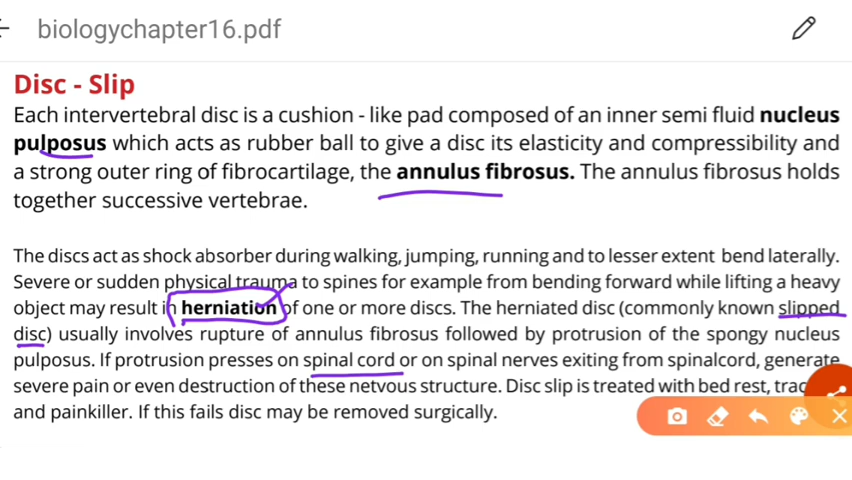 biologychapter16.pdf
Disc - Slip
Each intervertebral disc is a cushion - like pad composed of an inner semi fluid nucleus
pulposus which acts as rubber ball to give a disc its elasticity and compressibility and
a strong outer ring of fibrocartilage, the annulus fibrosus. The annulus fibrosus holds
together successive vertebrae.
The discs act as shock absorber during walking, jumping, running and to lesser extent bend laterally.
Severe or sudden physical trauma to spines for example from bending forward while lifting a heavy
object may result in herniation of one or more discs. The herniated disc (commonly known slipped
disc) usually involves rupture of annulus fibrosus followed by protrusion of the spongy nucleus
pulposus. If protrusion presses on spinal cord or on spinal nerves exiting from spinalcord, generate
severe pain or even destruction of these netvous structure. Disc slip is treated with bed rest,
and painkiller. If this fails disc may be removed surgically.